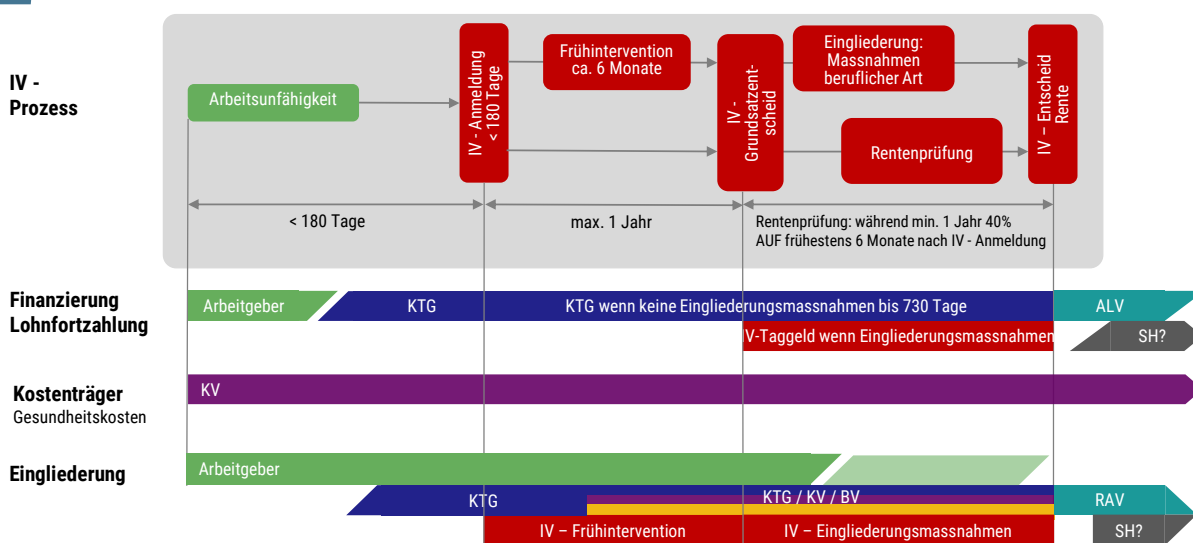 IV -
Prozess
Arbeitsunfähigkeit
IV - Anmeldung
< 180 Tage
Frühintervention
ca. 6 Monate
IV -
Grundsatzent-
scheid
Eingliederung:
Massnahmen
beruflicher Art
Rentenprüfung
IV – Entscheid
Rente
< 180 Tage
max. 1 Jahr
Rentenprüfung: während min. 1 Jahr 40%
AUF frühestens 6 Monate nach IV - Anmeldung
Finanzierung
Lohnfortzahlung
Arbeitgeber
KTG
KTG wenn keine Eingliederungsmassnahmen bis 730 Tage
ALV
IV-Taggeld wenn Eingliederungsmassnahmen
SH?
Kostenträger
Gesundheitskosten
KV
Eingliederung
Arbeitgeber
KTG
KTG / KV / BV
RAV
IV – Frühintervention
IV – Eingliederungsmassnahmen
SH?